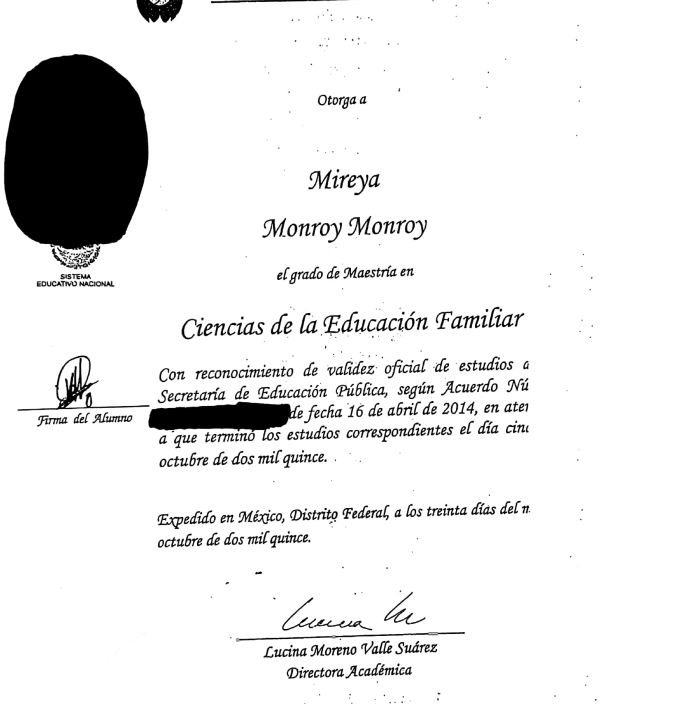 Otorga a
Mireya
Monroy Monroy
el grado de Maestría en
Ciencias de la Educación Familiar
SISTEMA
EDUCATIVO NACIONAL
Firma del Alumno
Con reconocimiento de validez oficial de estudios a
Secretaría de Educación Pública, según Acuerdo Nú
de fecha 16 de abril de 2014, en aten
a que terminó los estudios correspondientes el día cinc
octubre de dos mil quince.
Expedido en México, Distrito Federal, a los treinta días del m
octubre de dos mil quince.
Lucina Moreno Valle Suárez
Directora Académica